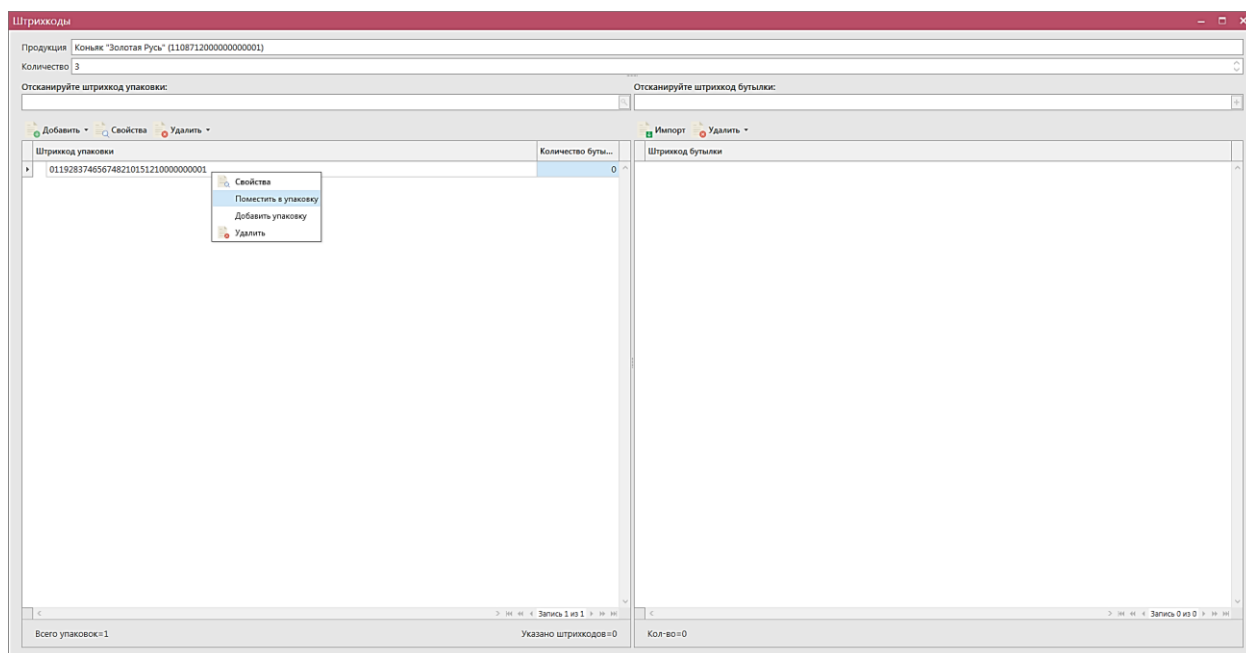 Штрихкоды
Продукция Коньяк "Золотая Русь" (1108712000000000001)
Количество 3
Отсканируйте штрихкод упаковки:
Отсканируйте штрихкод бутылки:
Добавить Свойства Удалить
Импорт Удалить
Штрихкод упаковки Количество буты...
Штрихкод бутылки
01192837465674821015121000000001 0
Свойства
Поместить в упаковку
Добавить упаковку
Удалить
Запись 1 из 1
Запись 0 из 0
Всего упаковок=1 Указано штрихкодов=0
Кол-во=0